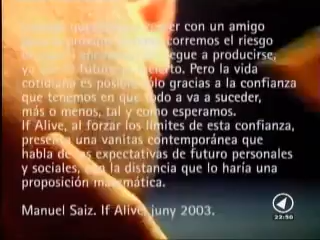 con un amigo
corremos el riesgo
llegue a producirse,
Pero la vida
cotidiana es posible sólo gracias a la confianza
que tenemos en que todo a va a suceder,
más o menos, tal y como esperamos.
If Alive, al forzar los límites de esta confianza,
presenta una vanitas contemporánea que
habla de las expectativas de futuro personales
y sociales, con la distancia que lo haría una
proposición matemática.
Manuel Saiz. If Alive, juny 2003.
22:50